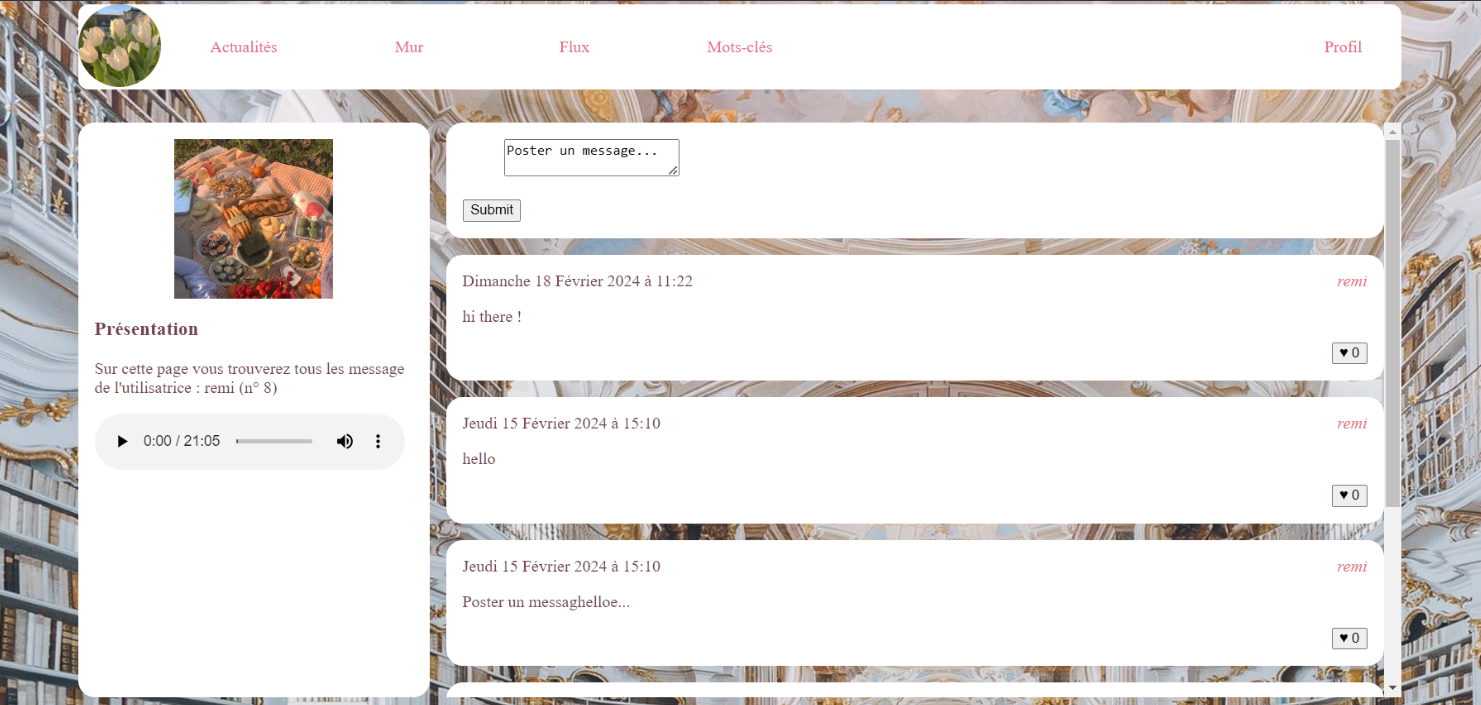 Actualités Mur Flux Mots-clés Profil
Présentation
Sur cette page vous trouverez tous les message
de l'utilisatrice : remi (n° 8)
0:00 / 21:05
Poster un message...
Submit
Dimanche 18 Février 2024 à 11:22 remi
hi there !
♥ 0
Jeudi 15 Février 2024 à 15:10 remi
hello
♥ 0
Jeudi 15 Février 2024 à 15:10 remi
Poster un messaghelloe...
♥ 0